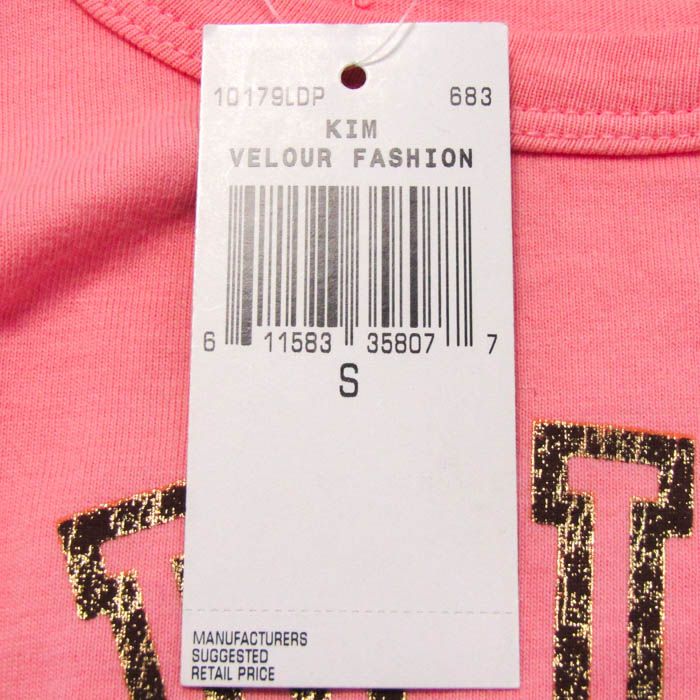 10179LDP 683
KIM
VELOUR FASHION
6 11583 35807 7
S
MANUFACTURERS
SUGGESTED
RETAIL PRICE